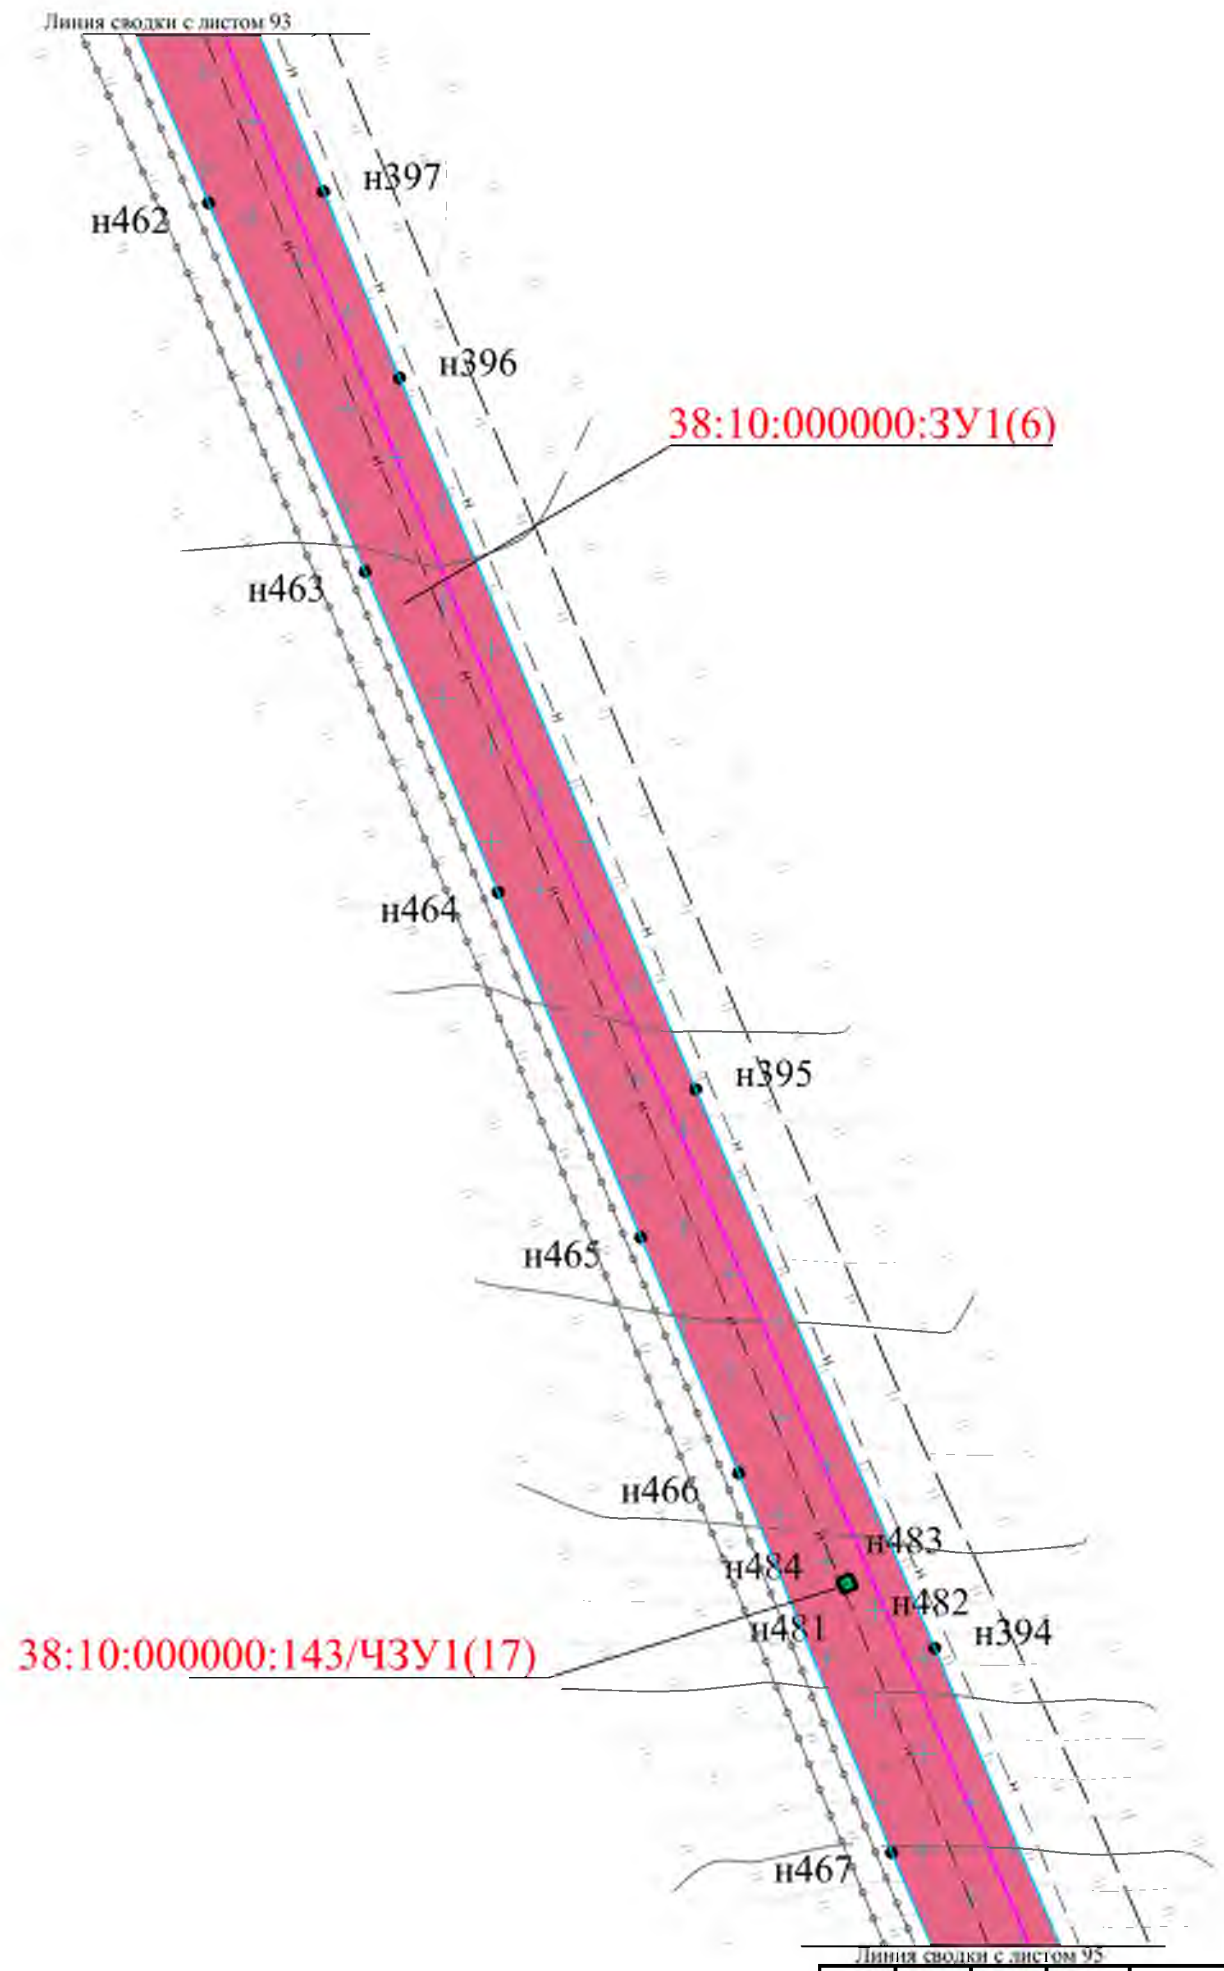 Линия сводки с листом 93
н397
н462
н396
38:10:000000:ЗУ1(6)
н463
н464
н395
н465
н466
н483
н484
н482
н481
н394
38:10:000000:143/ЧЗУ1(17)
н467
Линия сводки с листом 95